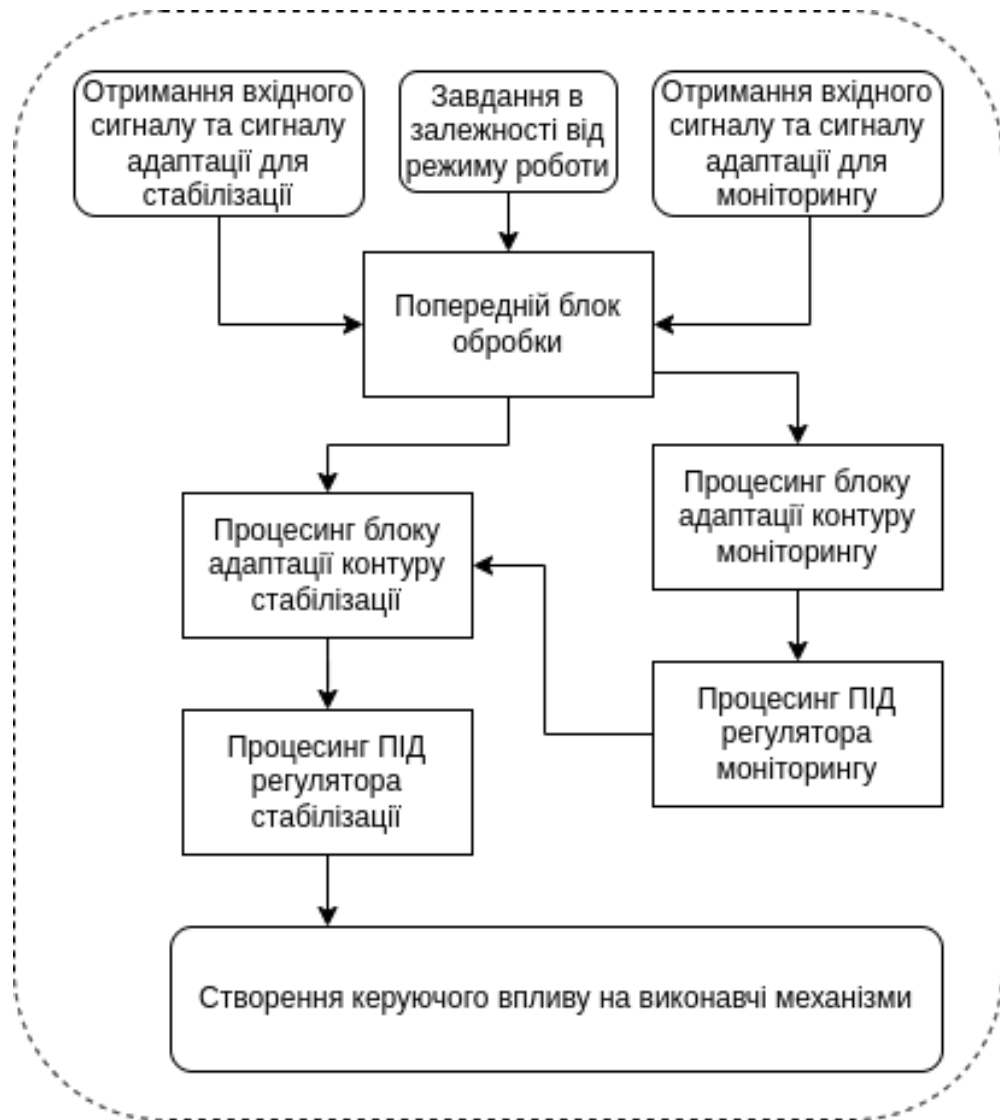 Отримання вхідного
сигналу та сигналу
адаптації для
стабілізації
Завдання в
залежності від
режиму роботи
Отримання вхідного
сигналу та сигналу
адаптації для
моніторингу
Попередній блок
обробки
Процесинг блоку
адаптації контуру
моніторингу
Процесинг блоку
адаптації контуру
стабілізації
Процесинг ПІД
регулятора
моніторингу
Процесинг ПІД
регулятора
стабілізації
Створення керуючого впливу на виконавчі механізми